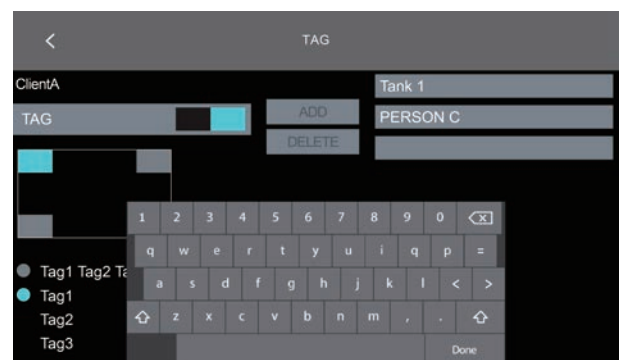 TAG
ClientA
Tank 1
TAG
ADD
PERSON C
DELETE
1 2 3 4 5 6 7 8 9 0
q w e r t y u i q p =
Tag1 Tag2 Ta
a s d f g h j k l < >
Tag1
z x c v b n m , .
Tag2
Tag3
Done